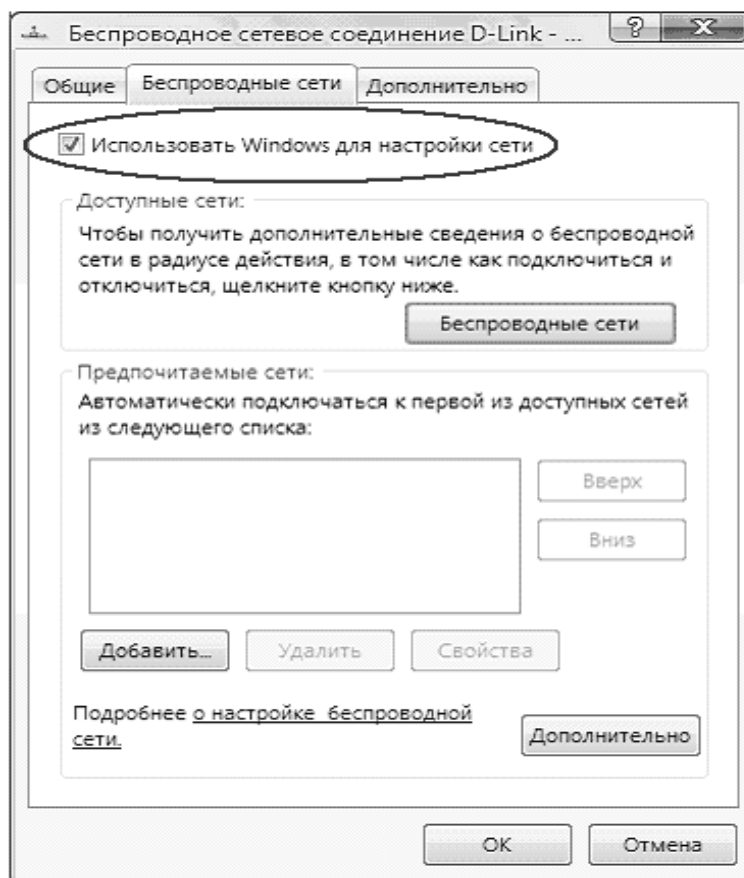 Беспроводное сетевое соединение D-Link - ...
Общие Беспроводные сети Дополнительно
Использовать Windows для настройки сети
Доступные сети:
Чтобы получить дополнительные сведения о беспроводной
сети в радиусе действия, в том числе как подключиться и
отключиться, щелкните кнопку ниже.
Беспроводные сети
Предпочитаемые сети:
Автоматически подключаться к первой из доступных сетей
из следующего списка:
Вверх
Вниз
Добавить... Удалить Свойства
Подробнее о настройке беспроводной
сети.
Дополнительно
OK Отмена